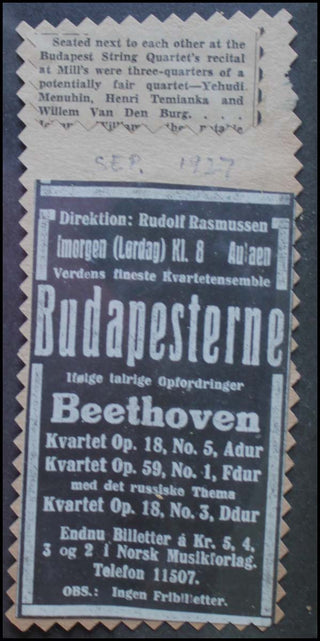 Seated next to each other at the
Budapest String Quartet's recital
at Mill's were three-quarters of a
potentially fair quartet—Yehudi
Menuhin, Henri Temianka and
Willem Van Den Burg. . . .
SEP. 1937
Direktion: Rudolf Rasmussen
imorgen (Lørdag) Kl. 8 Aulaen
Verdens fineste Kvartetensemble
Budapesterne
Ifølge talrige Opfordringer
Beethoven
Kvartet Op. 18, No. 5, Adur
Kvartet Op. 59, No. 1, Fdur
med det russiske Thema
Kvartet Op. 18, No. 3, Ddur
Endnu Billetter á Kr. 5, 4,
3 og 2 i Norsk Musikforlag.
Telefon 11507.
OBS.: Ingen Fribilletter.